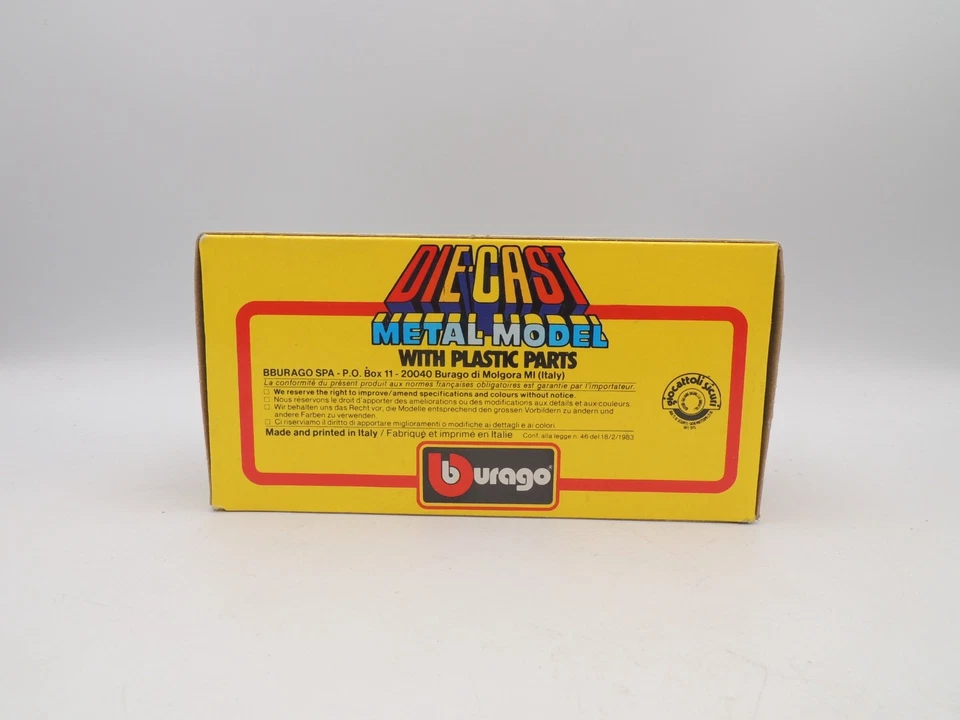 DIE-CAST
METAL MODEL
WITH PLASTIC PARTS
BBURAGO SPA - P.O. Box 11 - 20040 Burago di Molgora MI (Italy)
La conformité du présent produit aux normes françaises obligatoires est garantie par l'importateur.
We reserve the right to improve/amend specifications and colours without notice.
Nous réservons le droit d'apporter des améliorations ou des modifications aux details et aux couleurs.
Wir behalten uns das Recht vor, die Modelle entsprechend den grossen Vorbildern zu ändern und
andere Farben zu verwenden.
Ci riserviamo il diritto di apportare miglioramenti o modifiche ai dettagli e ai colori.
Made and printed in Italy / Fabriqué et imprimé en Italie Conf. alla legge n. 46 del 18/2/1983
giocattoli sicuri
bburago